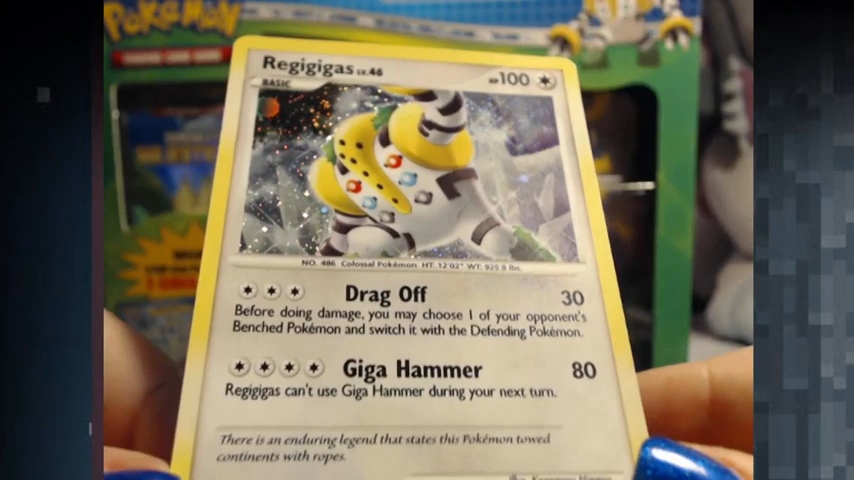 POKéMON
Regigigas LV.46
HP100
BASIC
NO. 486 Colossal Pokémon HT: 12'02" WT: 925.9 lbs.
Drag Off 30
Before doing damage, you may choose 1 of your opponent's
Benched Pokémon and switch it with the Defending Pokémon.
Giga Hammer 80
Regigigas can't use Giga Hammer during your next turn.
There is an enduring legend that states this Pokémon towed
continents with ropes.